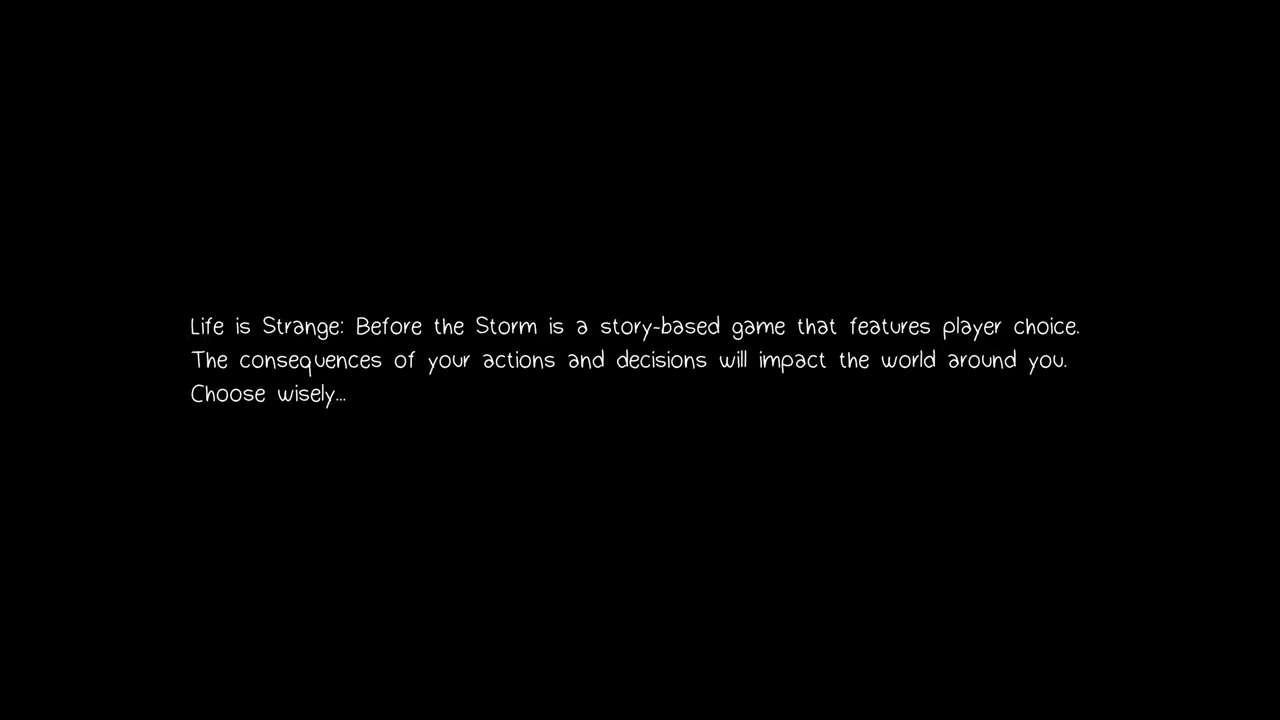 Life is Strange: Before the Storm is a story-based game that features player choice.
The consequences of your actions and decisions will impact the world around you.
Choose wisely...